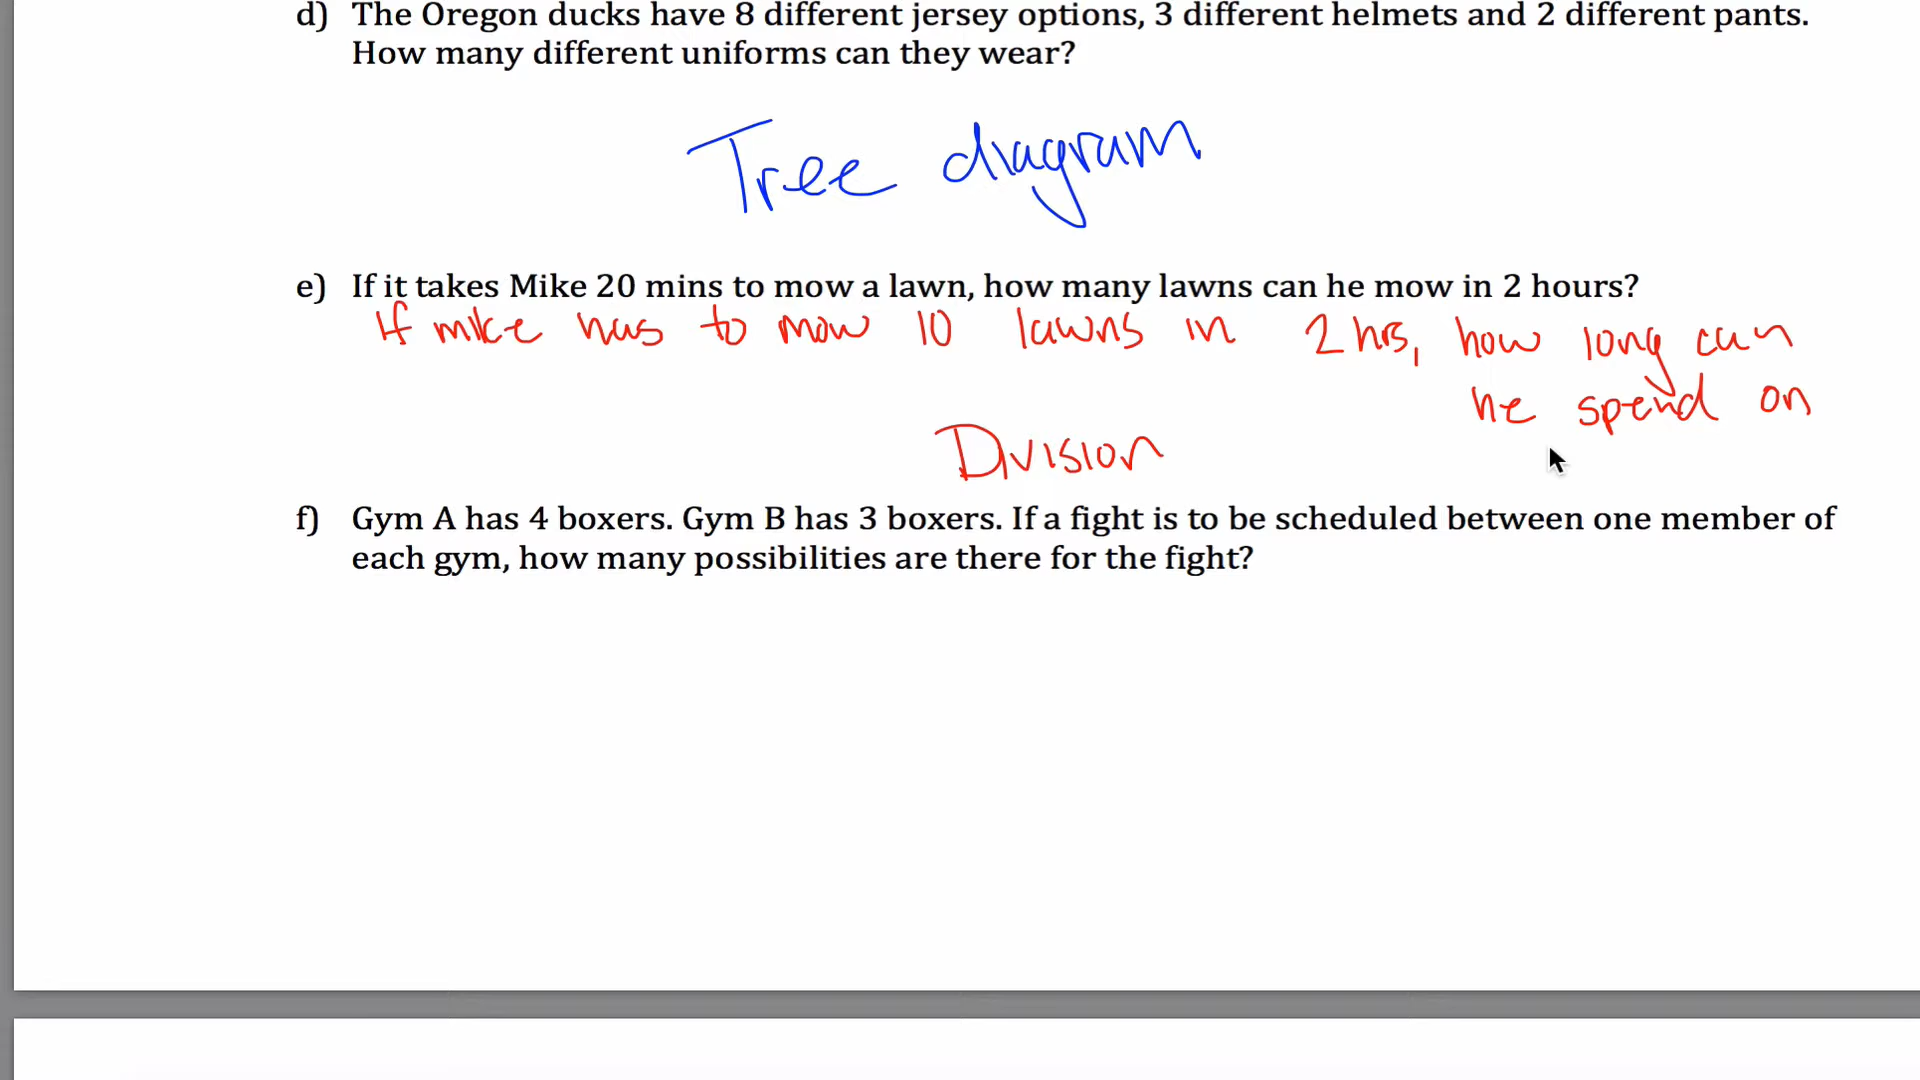 d) The Oregon ducks have 8 different jersey options, 3 different helmets and 2 different pants.
How many different uniforms can they wear?
Tree diagram
e) If it takes Mike 20 mins to mow a lawn, how many lawns can he mow in 2 hours?
If mike has to mow 10 lawns in 2 hrs, how long can
he spend on
Division
f) Gym A has 4 boxers. Gym B has 3 boxers. If a fight is to be scheduled between one member of
each gym, how many possibilities are there for the fight?